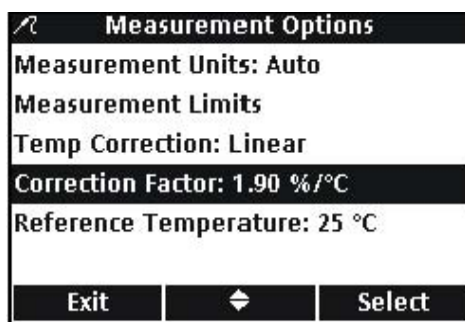 Measurement Options
Measurement Units: Auto
Measurement Limits
Temp Correction: Linear
Correction Factor: 1.90 %/°C
Reference Temperature: 25 °C
Exit Select